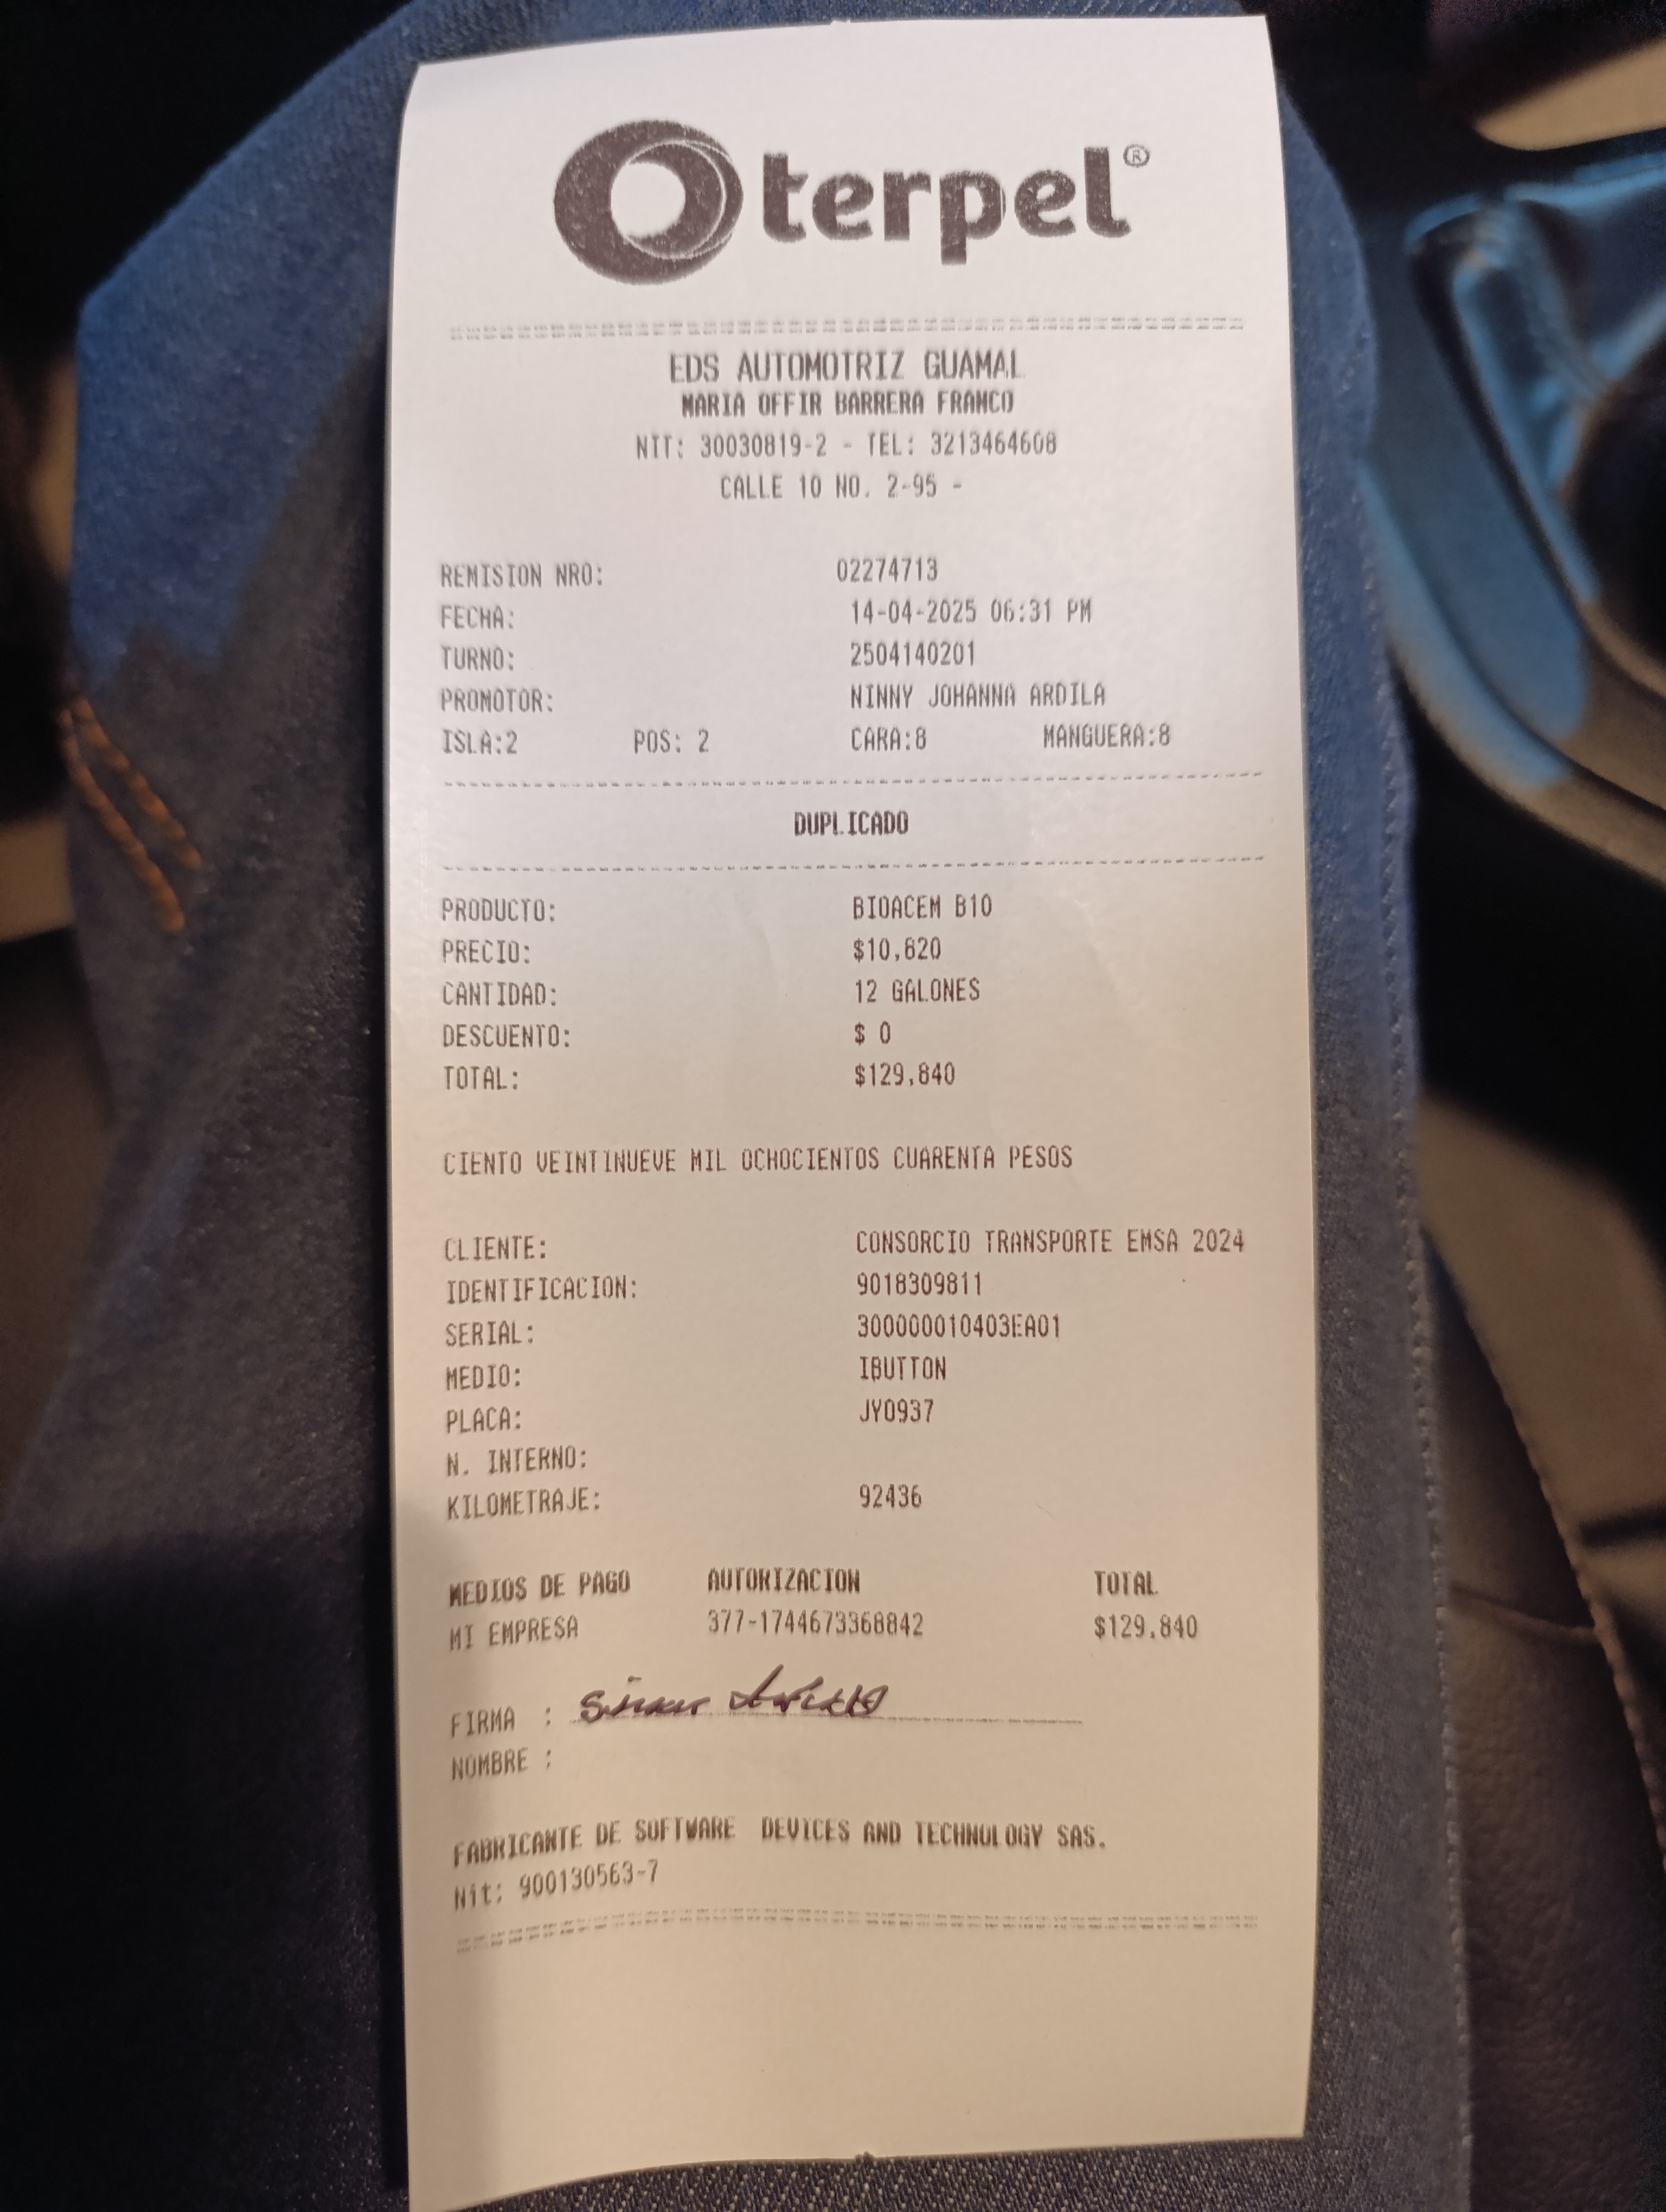 terpel®
EDS AUTOMOTRIZ GUAMAL
MARIA OFFIR BARRERA FRANCO
NIT: 30030819-2 - TEL: 3213464608
CALLE 10 NO. 2-95 -
REMISION NRO: 02274713
FECHA: 14-04-2025 06:31 PM
TURNO: 2504140201
PROMOTOR: NINNY JOHANNA ARDILA
ISLA:2 POS: 2 CARA:8 MANGUERA:8
DUPLICADO
PRODUCTO: BIOACEM B10
PRECIO: $10,820
CANTIDAD: 12 GALONES
DESCUENTO: $ 0
TOTAL: $129,840
CIENTO VEINTINUEVE MIL OCHOCIENTOS CUARENTA PESOS
CLIENTE: CONSORCIO TRANSPORTE EMSA 2024
IDENTIFICACION: 9018309811
SERIAL: 300000010403EA01
MEDIO: IBUTTON
PLACA: JYO937
N. INTERNO:
KILOMETRAJE: 92436
MEDIOS DE PAGO AUTORIZACION TOTAL
MI EMPRESA 377-1744673368842 $129,840
FIRMA :
NOMBRE :
FABRICANTE DE SOFTWARE DEVICES AND TECHNOLOGY SAS.
Nit: 900130563-7